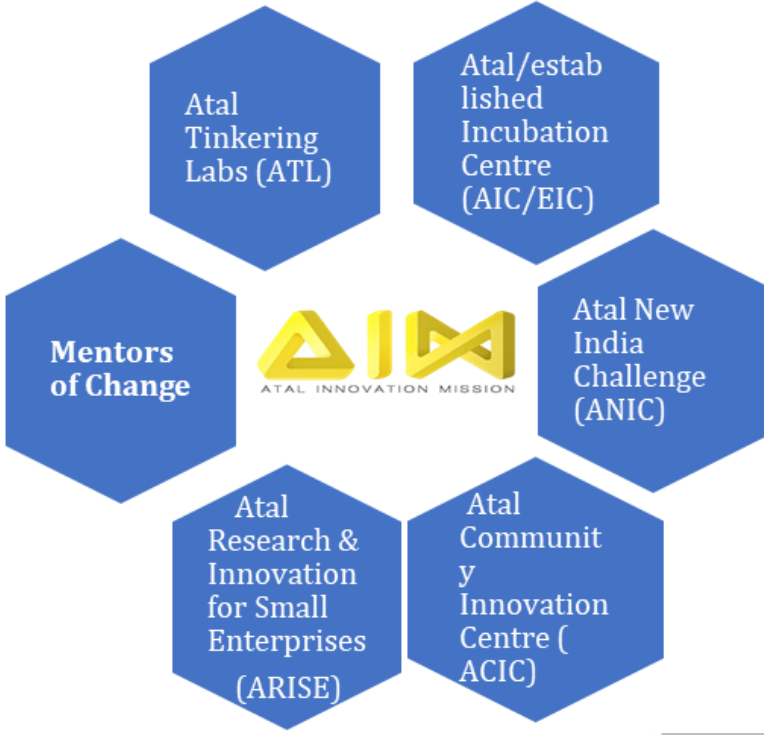 Atal
Tinkering
Labs (ATL)
Atal/estab
lished
Incubation
Centre
(AIC/EIC)
Mentors
of Change
AIM
ATAL INNOVATION MISSION
Atal New
India
Challenge
(ANIC)
Atal
Research &
Innovation
for Small
Enterprises
(ARISE)
Atal
Communit
y
Innovation
Centre (
ACIC)